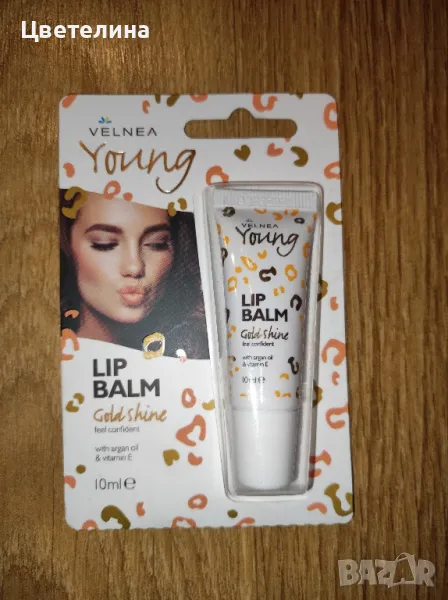 Цветелина
VELNEA
Young
LIP
BALM
Gold shine
feel confident
with argan oil
& vitamin E
10ml e
VELNEA
Young
LIP
BALM
Gold shine
feel confident
with argan oil
& vitamin E
10ml e
BAZAR